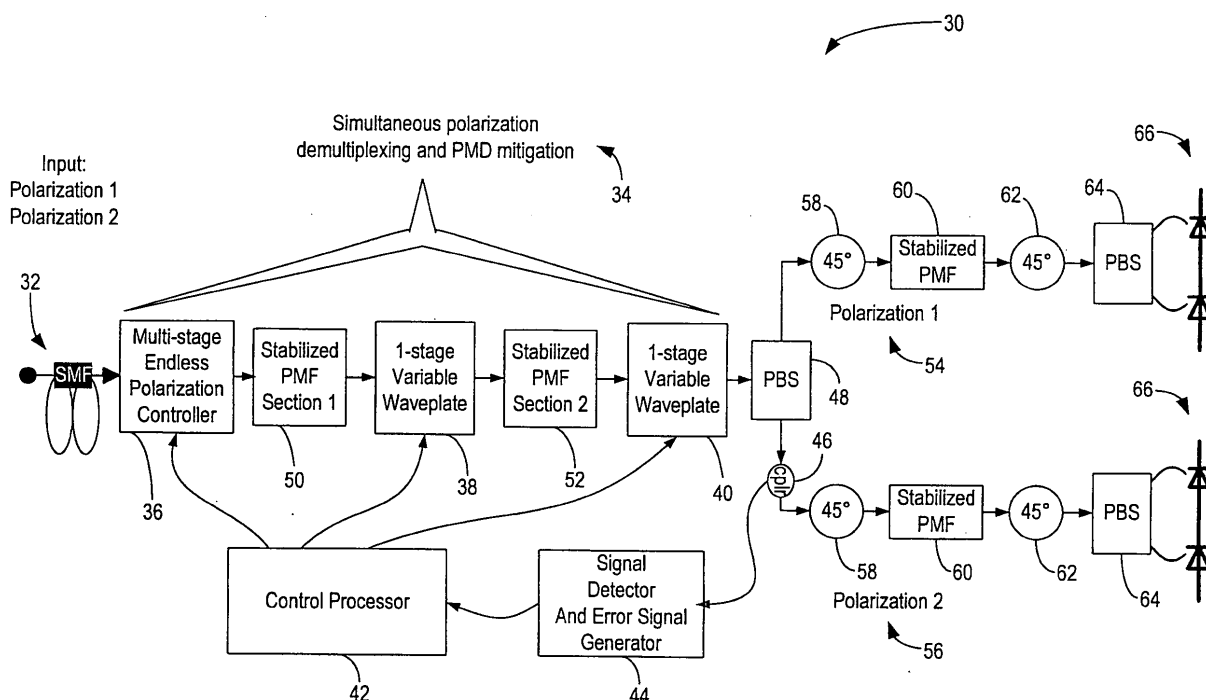 30
Simultaneous polarization
demultiplexing and PMD mitigation
34
Input:
Polarization 1
Polarization 2
32
SMF
Multi-stage
Endless
Polarization
Controller
36
Stabilized
PMF
Section 1
50
1-stage
Variable
Waveplate
38
Stabilized
PMF
Section 2
52
1-stage
Variable
Waveplate
40
PBS
48
cplr
46
58
45°
60
Stabilized
PMF
62
45°
64
PBS
66
Polarization 1
54
45°
58
Stabilized
PMF
60
45°
62
PBS
64
66
Polarization 2
56
Control Processor
42
Signal
Detector
And Error Signal
Generator
44